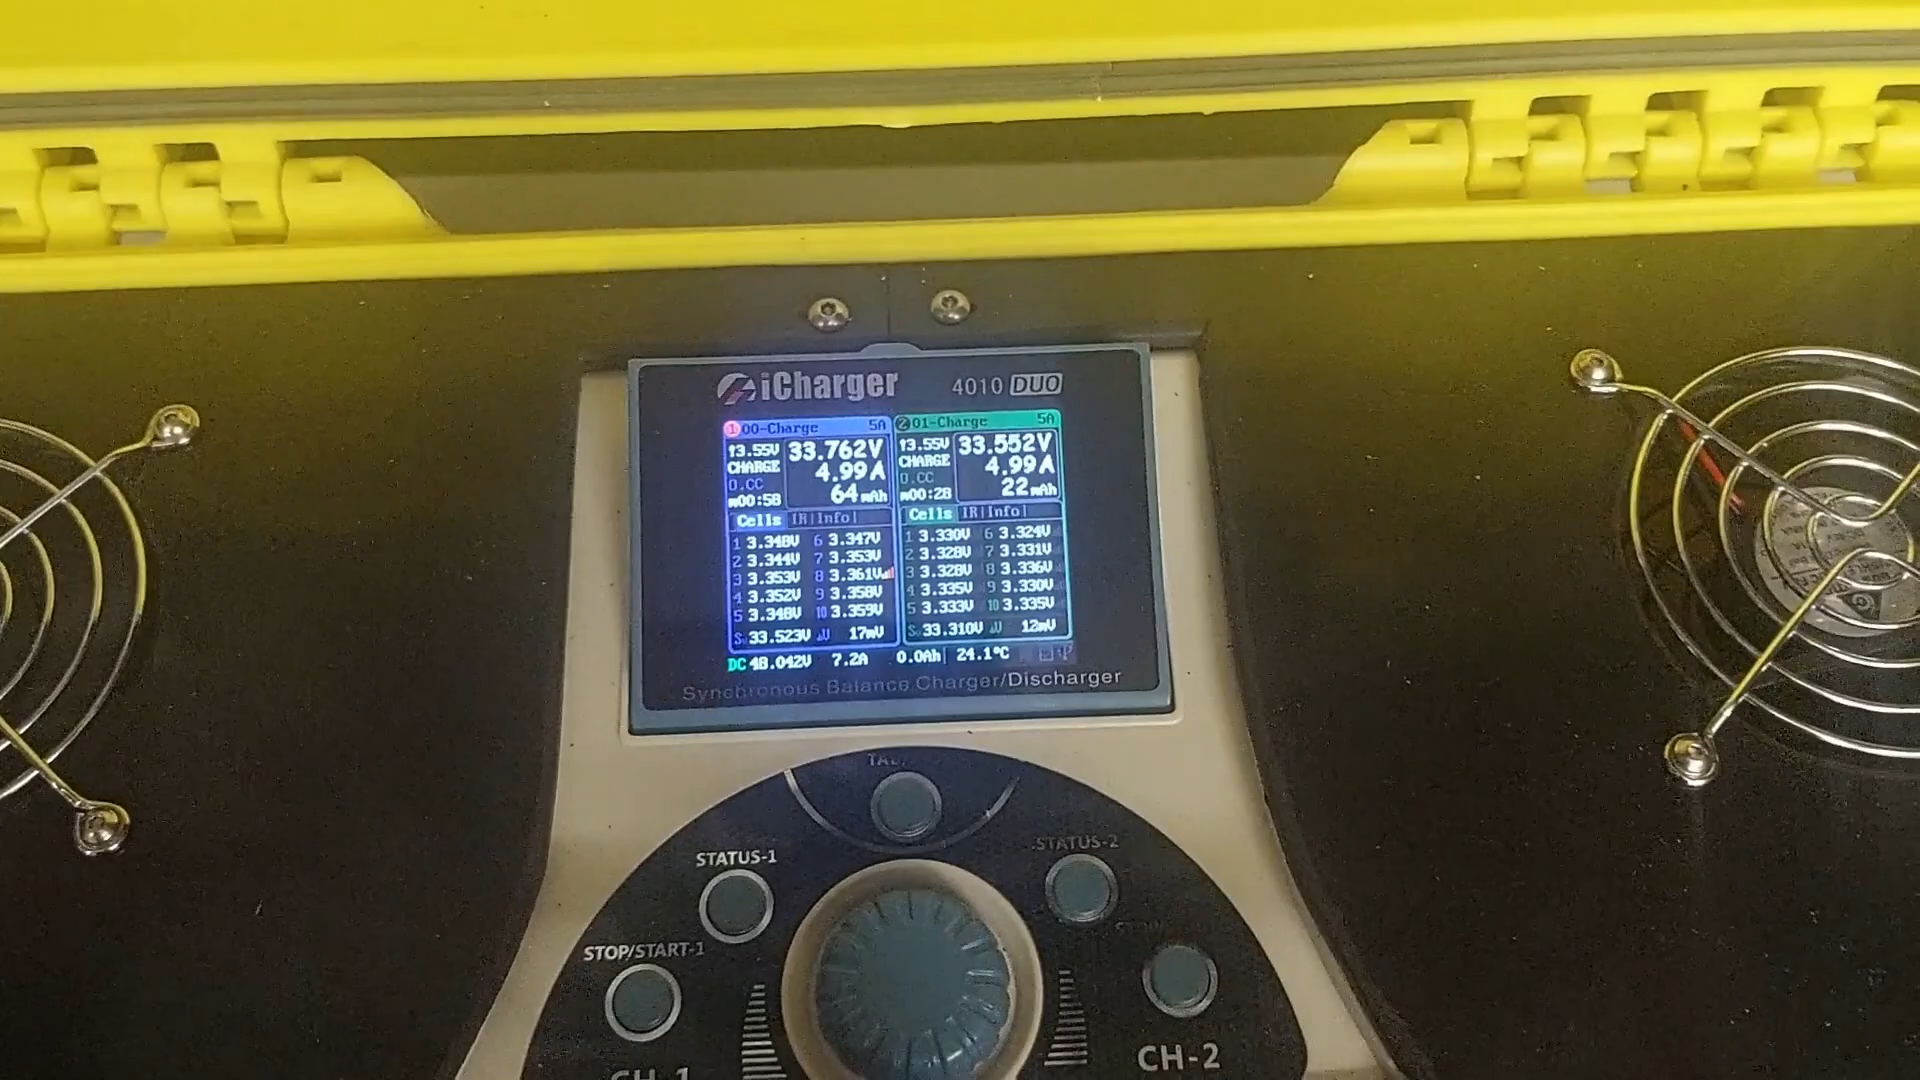 iCharger 4010 DUO
1 00-Charge 5A
↑3.55V 33.762V
CHARGE 4.99A
D.CC
m00:58 64mAh
Cells IR|Info|
1 3.348V 6 3.347V
2 3.344V 7 3.353V
3 3.353V 8 3.361V
4 3.352V 9 3.358V
5 3.348V 10 3.359V
S 33.523V ⊿U 17mV
2 01-Charge 5A
↑3.55V 33.552V
CHARGE 4.99A
D.CC
m00:28 22mAh
Cells IR|Info|
1 3.330V 6 3.324V
2 3.328V 7 3.331V
3 3.328V 8 3.336V
4 3.335V 9 3.330V
5 3.333V 10 3.335V
S 33.310V ⊿U 12mV
DC 48.042V 7.2A 0.0Ah 24.1°C
Synchronous Balance Charger/Discharger
STATUS-1
STATUS-2
STOP/START-1
CH-1
CH-2